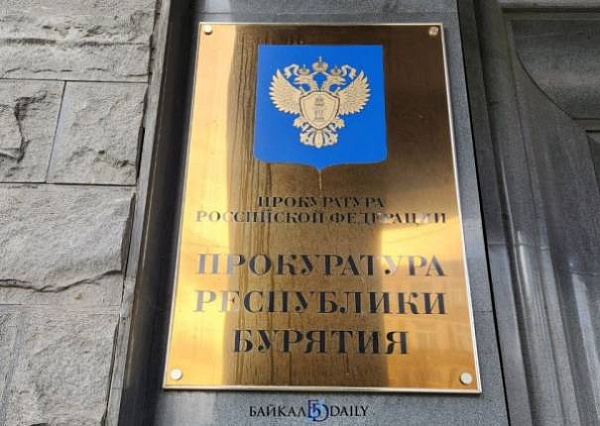 ПРОКУРАТУРА
РОССИЙСКОЙ ФЕДЕРАЦИИ
ПРОКУРАТУРА
РЕСПУБЛИКИ
БУРЯТИЯ
БАЙКАЛ DAILY